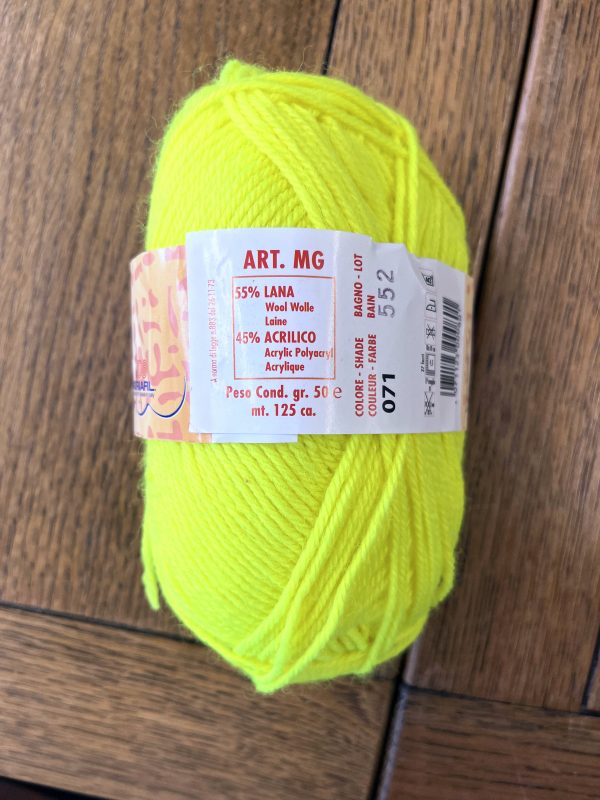 ART. MG
55% LANA
Wool Wolle
Laine
45% ACRILICO
Acrylic Polyacryl
Acrylique
Peso Cond. gr. 50 e
mt. 125 ca.
COLORE - SHADE
COULEUR - FARBE
071
BAGNO - LOT
BAIN
552